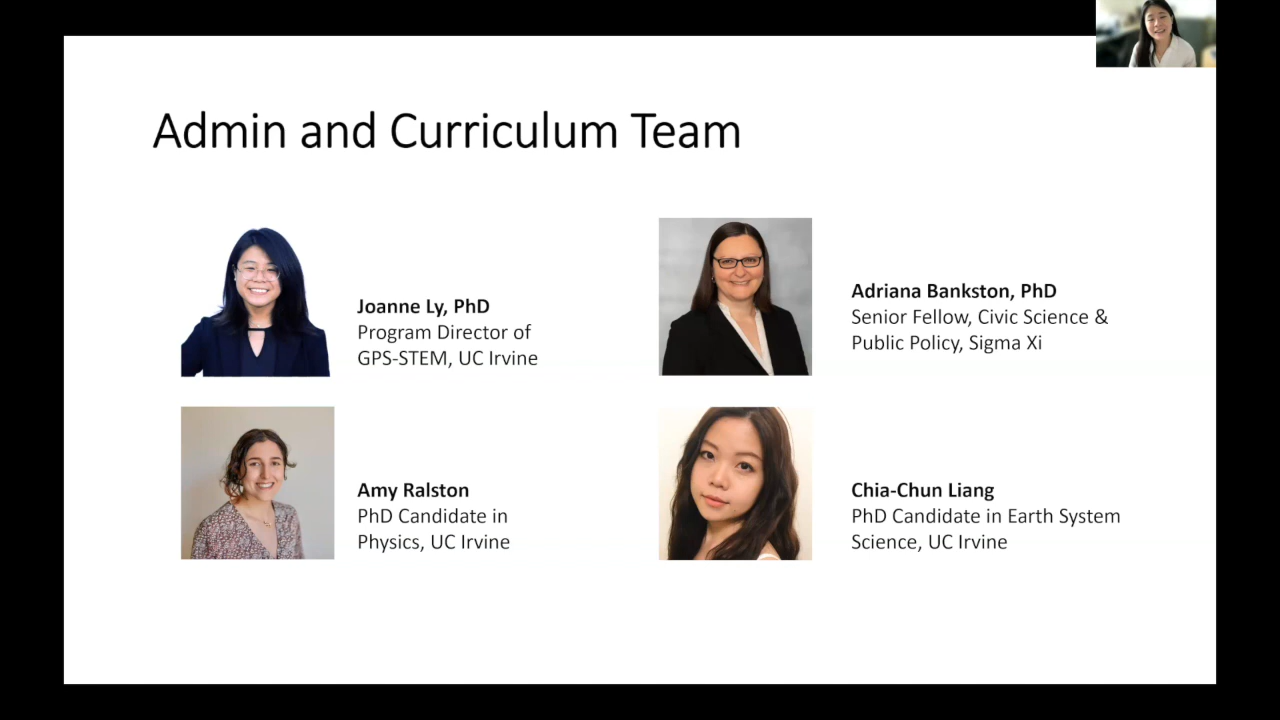 Admin and Curriculum Team
Joanne Ly, PhD
Program Director of
GPS-STEM, UC Irvine
Adriana Bankston, PhD
Senior Fellow, Civic Science &
Public Policy, Sigma Xi
Amy Ralston
PhD Candidate in
Physics, UC Irvine
Chia-Chun Liang
PhD Candidate in Earth System
Science, UC Irvine